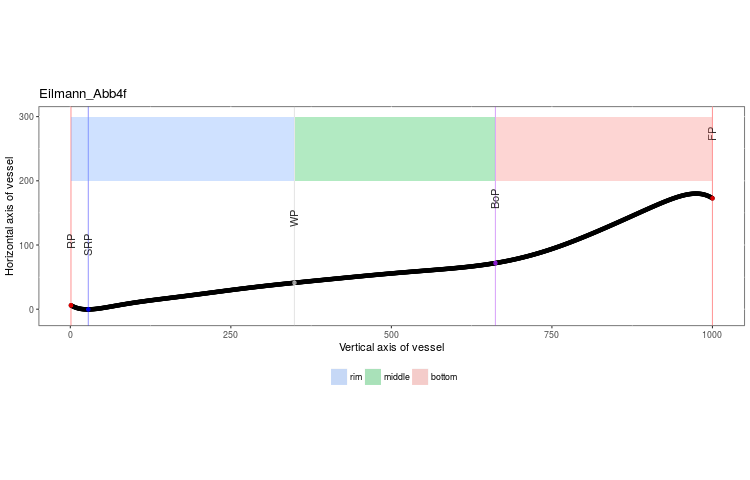 Eilmann_Abb4f
300
200
100
0
Horizontal axis of vessel
RP
SRP
WP
BoP
FP
0
250
500
750
1000
Vertical axis of vessel
rim
middle
bottom